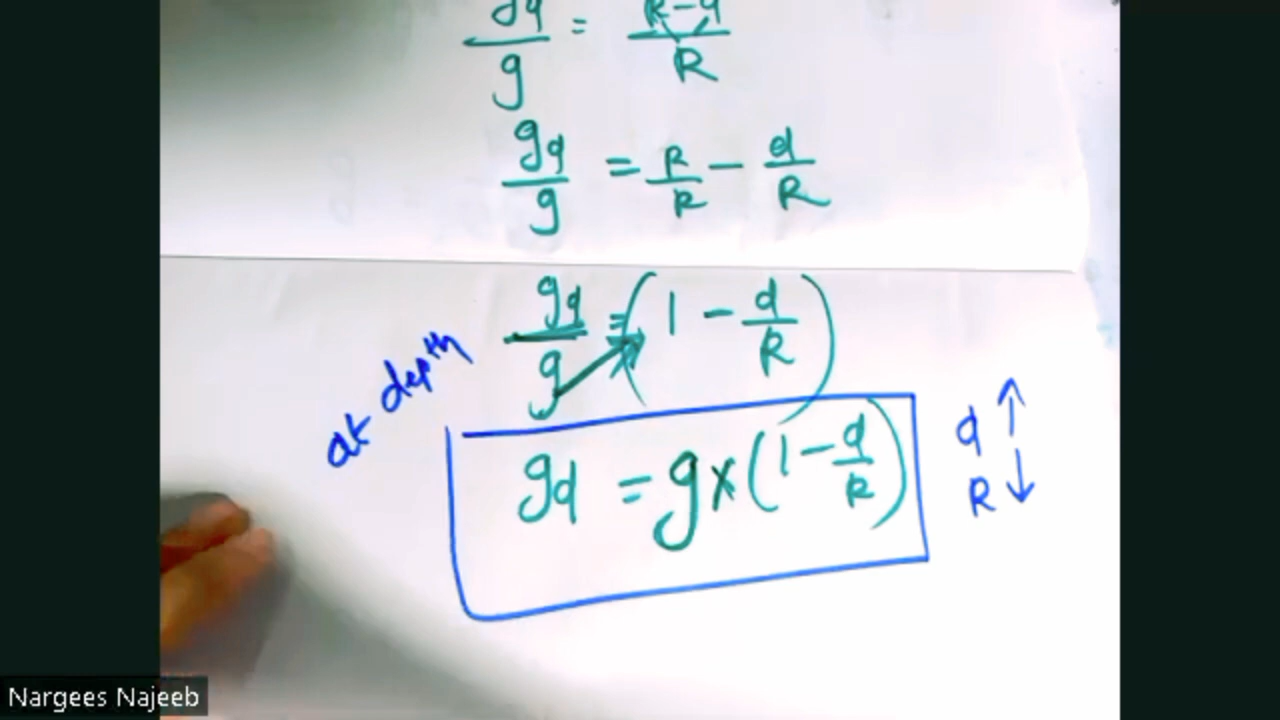 gd/g = R-d/R
gd/g = R/R - d/R
gd/g = (1 - d/R)
at depth
gd = g×(1-d/R)
d ↑
R ↓
Nargees Najeeb